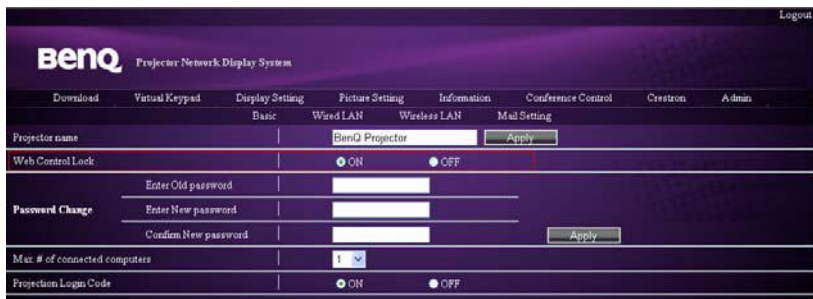 Logout
BenQ Projector Network Display System
Download Virtual Keypad Display Setting Picture Setting Information Conference Control Crestron Admin
Basic Wired LAN Wireless LAN Mail Setting
Projector name BenQ Projector Apply
Web Control Lock ON OFF
Enter Old password
Password Change Enter New password
Confirm New password Apply
Max. # of connected computers 1
Projection Login Code ON OFF